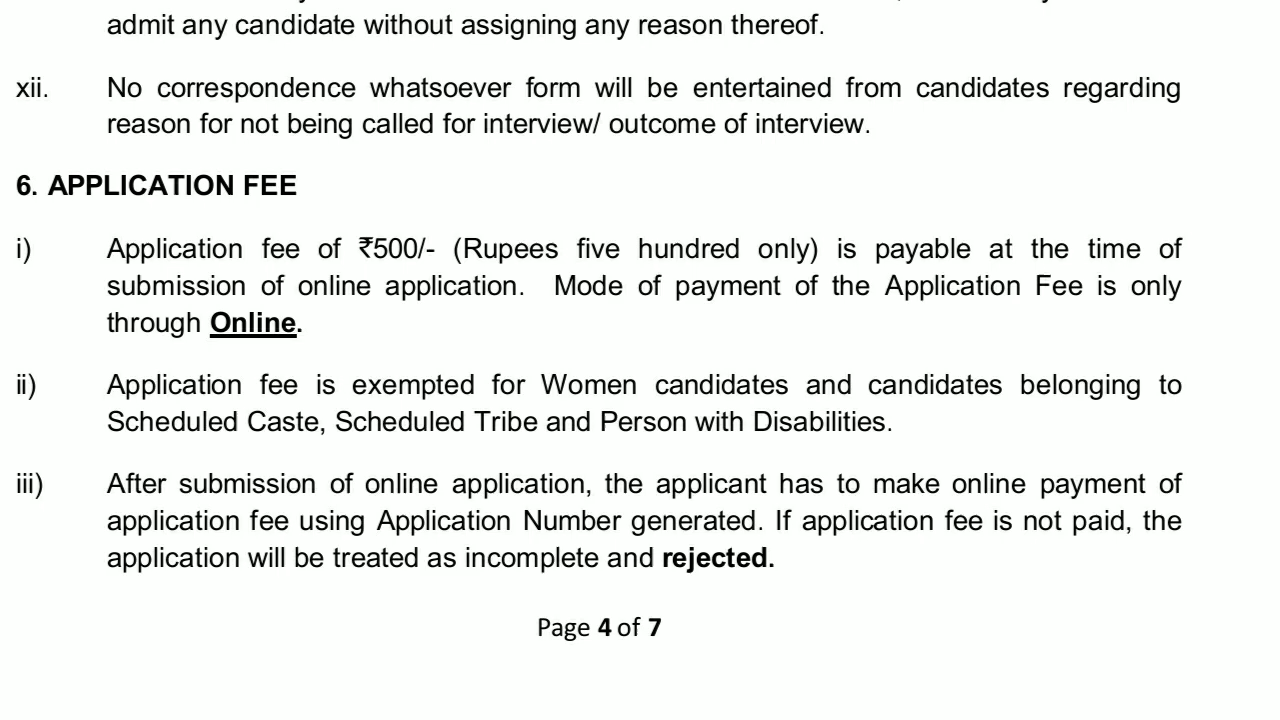 admit any candidate without assigning any reason thereof.
xii. No correspondence whatsoever form will be entertained from candidates regarding
reason for not being called for interview/ outcome of interview.
6. APPLICATION FEE
i) Application fee of ₹500/- (Rupees five hundred only) is payable at the time of
submission of online application. Mode of payment of the Application Fee is only
through Online.
ii) Application fee is exempted for Women candidates and candidates belonging to
Scheduled Caste, Scheduled Tribe and Person with Disabilities.
iii) After submission of online application, the applicant has to make online payment of
application fee using Application Number generated. If application fee is not paid, the
application will be treated as incomplete and rejected.
Page 4 of 7